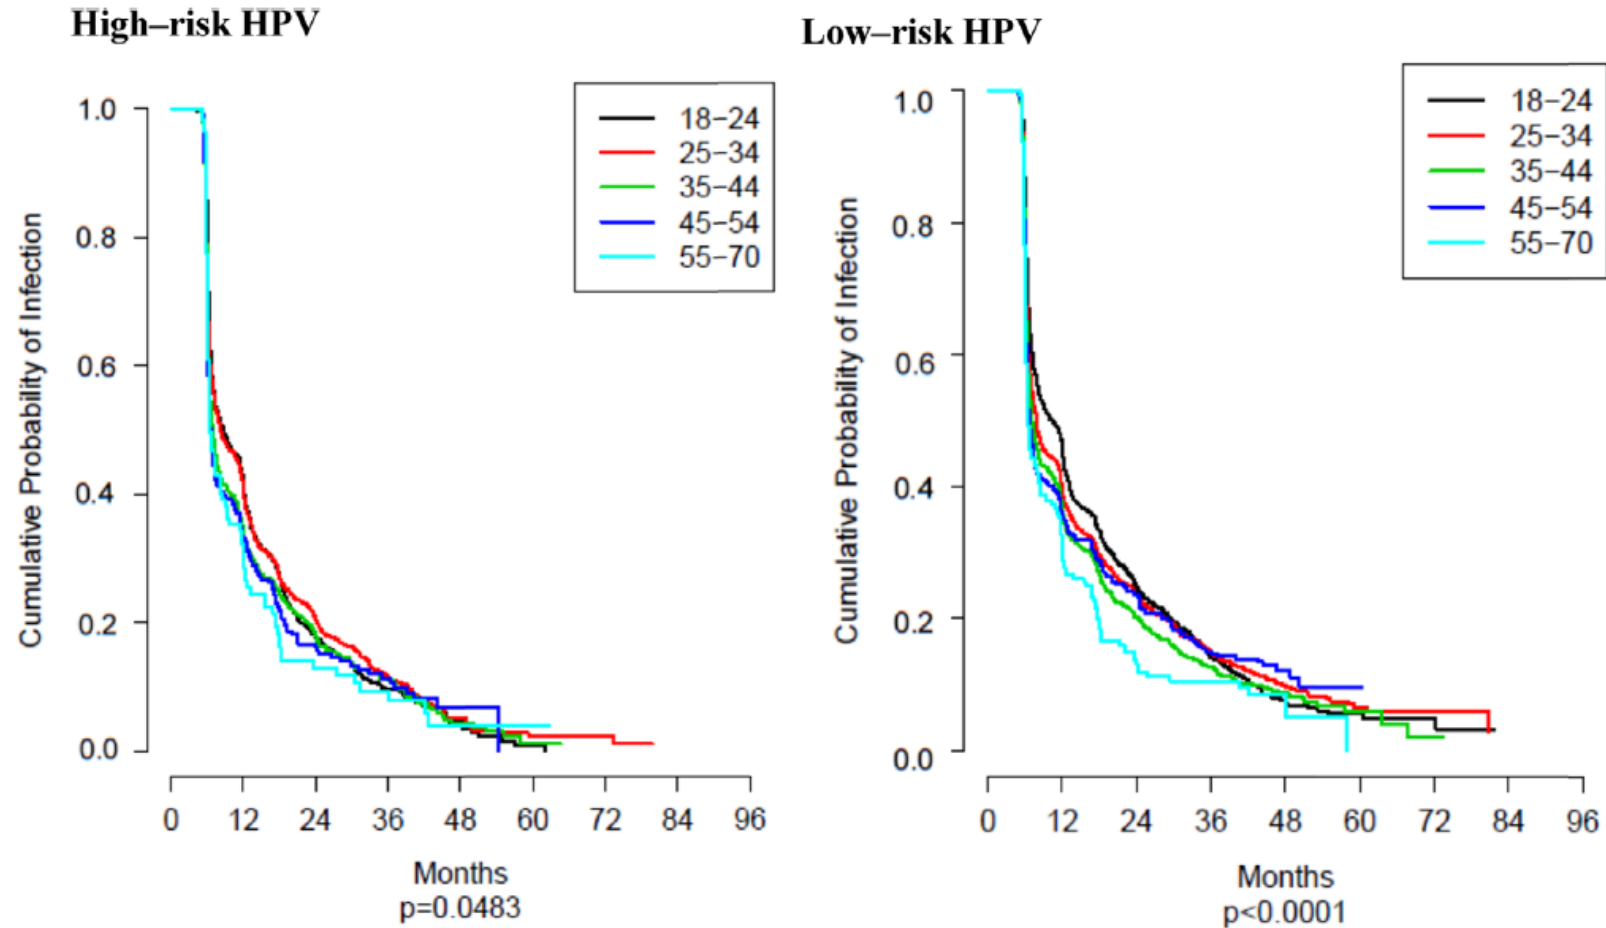 High–risk HPV
Cumulative Probability of Infection
1.0
0.8
0.6
0.4
0.2
0.0
18−24
25−34
35−44
45−54
55−70
0 12 24 36 48 60 72 84 96
Months
p=0.0483
Low–risk HPV
Cumulative Probability of Infection
1.0
0.8
0.6
0.4
0.2
0.0
18−24
25−34
35−44
45−54
55−70
0 12 24 36 48 60 72 84 96
Months
p<0.0001